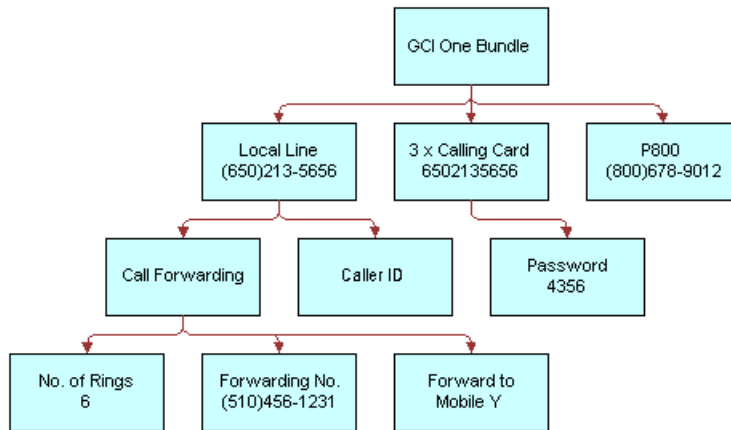 GCI One Bundle
Local Line
(650)213-5656
3 x Calling Card
6502135656
P800
(800)678-9012
Call Forwarding
Caller ID
Password
4356
No. of Rings
6
Forwarding No.
(510)456-1231
Forward to
Mobile Y